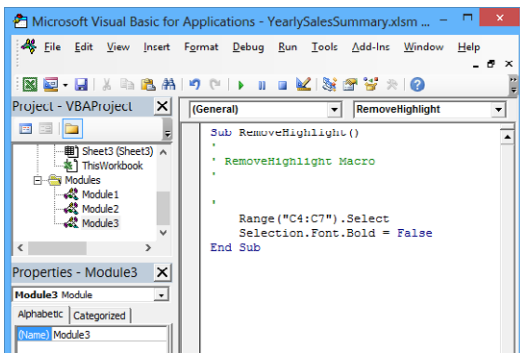 Microsoft Visual Basic for Applications - YearlySalesSummary.xlsm ...
File Edit View Insert Format Debug Run Tools Add-Ins Window Help
Project - VBAProject
(General) RemoveHighlight
Sheet3 (Sheet3)
ThisWorkbook
Modules
Module1
Module2
Module3
Sub RemoveHighlight()
'
' RemoveHighlight Macro
'
'
Range("C4:C7").Select
Selection.Font.Bold = False
End Sub
Properties - Module3
Module3 Module
Alphabetic Categorized
(Name) Module3